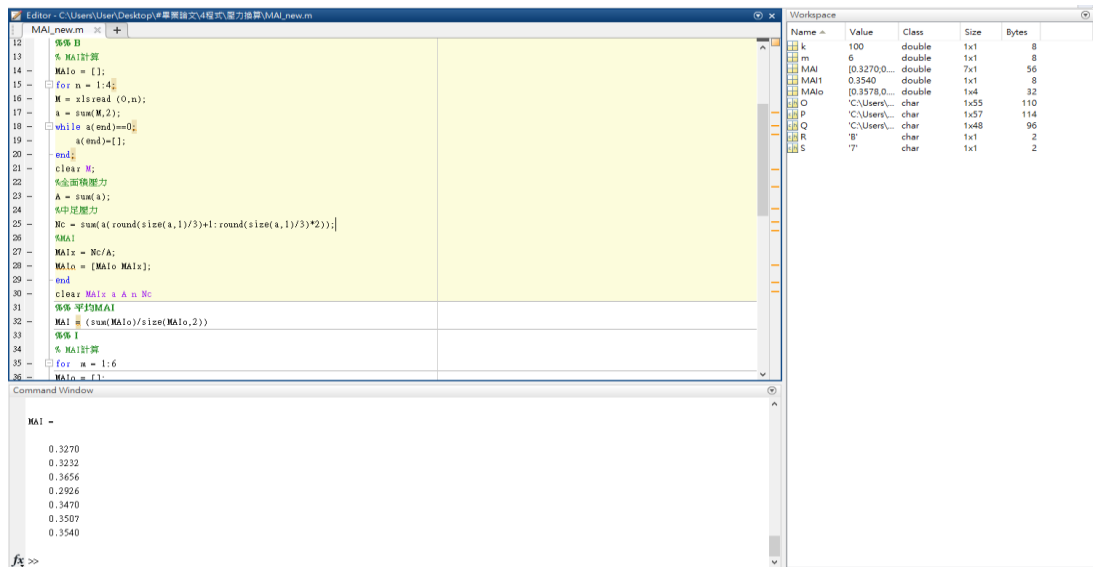 Editor - C:\Users\User\Desktop\#畢業論文\4程式\壓力換算\MAI_new.m
MAI_new.m × +
12 %% B
13 % MAI計算
14 - MAIo = [];
15 - for n = 1:4;
16 - M = xlsread (O,n);
17 - a = sum(M,2);
18 - while a(end)==0;
19 - a(end)=[];
20 - end;
21 - clear M;
22 %全面積壓力
23 - A = sum(a);
24 %中足壓力
25 - Nc = sum(a(round(size(a,1)/3)+1:round(size(a,1)/3)*2));
26 %MAI
27 - MAIx = Nc/A;
28 - MAIo = [MAIo MAIx];
29 - end
30 - clear MAIx a A n Nc
31 %% 平均MAI
32 - MAI = (sum(MAIo)/size(MAIo,2))
33 %% I
34 % MAI計算
35 - for m = 1:6
36 - MAIo = [];
Command Window
MAI =
0.3270
0.3232
0.3656
0.2926
0.3470
0.3507
0.3540
fx >>
Workspace
Name Value Class Size Bytes
k 100 double 1x1 8
m 6 double 1x1 8
MAI [0.3270;0.... double 7x1 56
MAI1 0.3540 double 1x1 8
MAIo [0.3578,0.... double 1x4 32
O 'C:\Users\... char 1x55 110
P 'C:\Users\... char 1x57 114
Q 'C:\Users\... char 1x48 96
R 'B' char 1x1 2
S '7' char 1x1 2